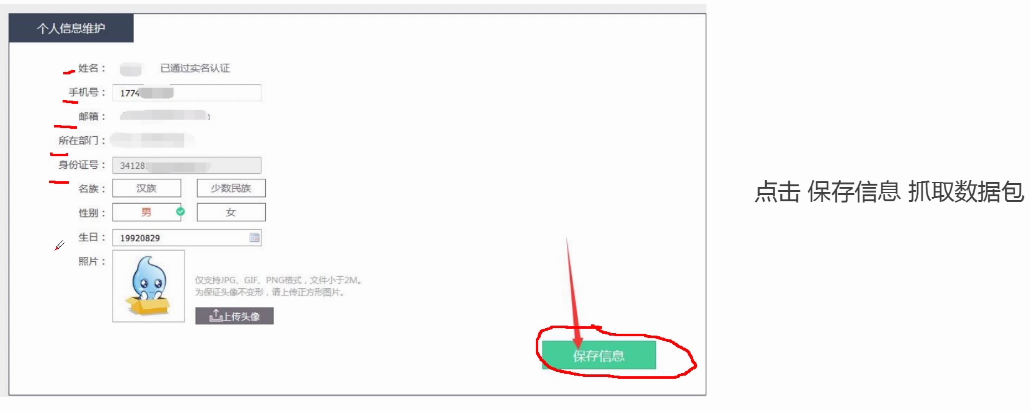 个人信息维护
姓名： 已通过实名认证
手机号： 1774
邮箱：
所在部门：
身份证号： 34128
名族： 汉族 少数民族
性别： 男 女
生日： 19920829
照片：
仅支持JPG、GIF、PNG格式，文件小于2M。
为保证头像不变形，请上传正方形图片。
上传头像
保存信息
点击 保存信息 抓取数据包